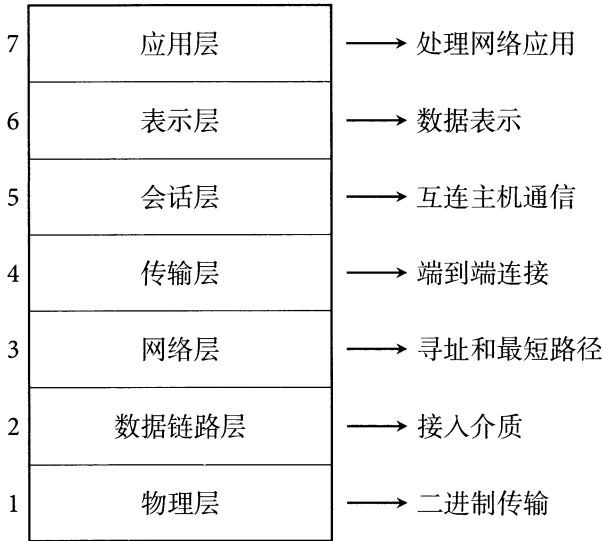 7 应用层 处理网络应用
6 表示层 数据表示
5 会话层 互连主机通信
4 传输层 端到端连接
3 网络层 寻址和最短路径
2 数据链路层 接入介质
1 物理层 二进制传输